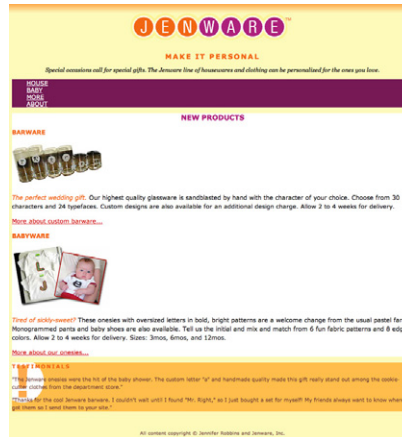 JENWARE™
MAKE IT PERSONAL
Special occasions call for special gifts. The Jenware line of housewares and clothing can be personalized for the ones you love.
HOUSE
BABY
MORE
ABOUT
NEW PRODUCTS
BARWARE
The perfect wedding gift. Our highest quality glassware is sandblasted by hand with the character of your choice. Choose from 30
characters and 24 typefaces. Custom designs are also available for an additional design charge. Allow 2 to 4 weeks for delivery.
More about custom barware...
BABYWARE
L
J
Tired of sickly-sweet? These onesies with oversized letters in bold, bright patterns are a welcome change from the usual pastel far
Monogrammed pants and baby shoes are also available. Tell us the initial and mix and match from 6 fun fabric patterns and 8 edg
colors. Allow 2 to 4 weeks for delivery. Sizes: 3mos, 6mos, and 12mos.
More about our onesies...
TESTIMONIALS
"The Jenware onesies were the hit of the baby shower. The custom letter "s" and handmade quality made this gift really stand out among the cookie-
cutter clothes from the department store."
"Thanks for the cool Jenware barware. I couldn't wait until I found "Mr. Right," so I just bought a set for myself! My friends always want to know when
get them so I send them to your site."
All content copyright © Jennifer Robbins and Jenware, Inc.